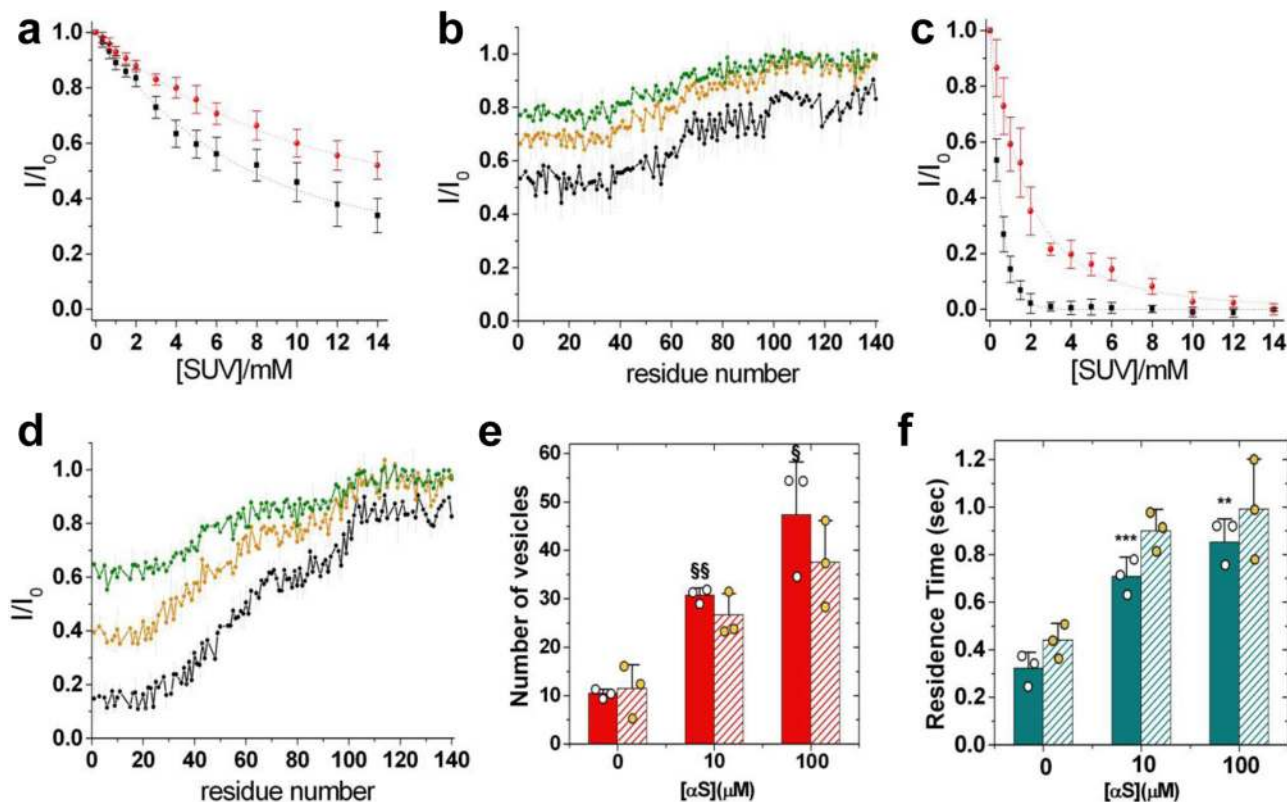 a
I/I0
1.0
0.8
0.6
0.4
0.2
0.0
0 2 4 6 8 10 12 14
[SUV]/mM
b
I/I0
1.0
0.8
0.6
0.4
0.2
0.0
0 20 40 60 80 100 120 140
residue number
c
I/I0
1.0
0.8
0.6
0.4
0.2
0.0
0 2 4 6 8 10 12 14
[SUV]/mM
d
I/I0
1.0
0.8
0.6
0.4
0.2
0.0
0 20 40 60 80 100 120 140
residue number
e
Number of vesicles
60
50
40
30
20
10
0
§§
§
0 10 100
[αS](μM)
f
Residence Time (sec)
1.2
1.0
0.8
0.6
0.4
0.2
0.0
***
**
0 10 100
[αS](μM)